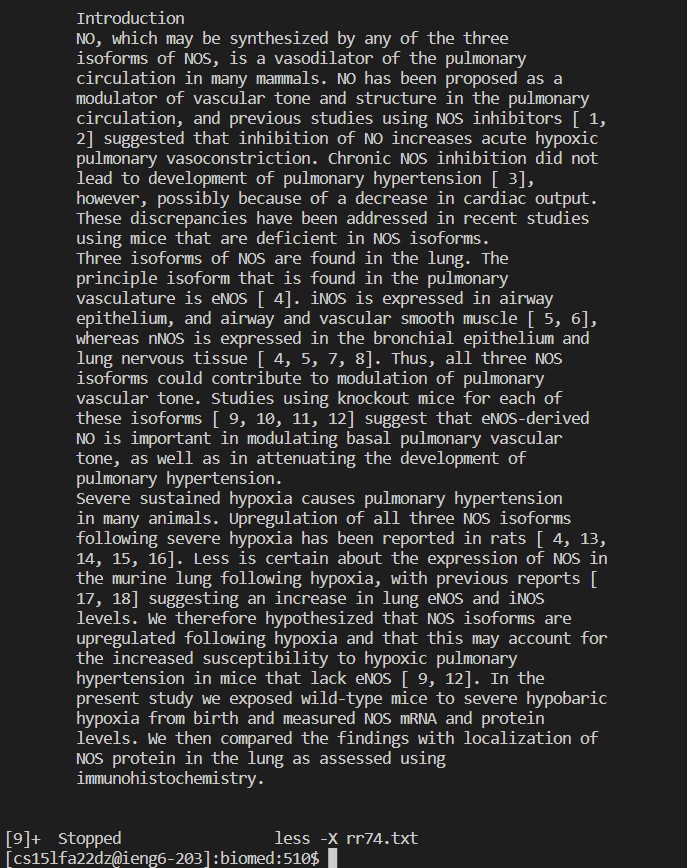 Introduction
NO, which may be synthesized by any of the three
isoforms of NOS, is a vasodilator of the pulmonary
circulation in many mammals. NO has been proposed as a
modulator of vascular tone and structure in the pulmonary
circulation, and previous studies using NOS inhibitors [ 1,
2] suggested that inhibition of NO increases acute hypoxic
pulmonary vasoconstriction. Chronic NOS inhibition did not
lead to development of pulmonary hypertension [ 3],
however, possibly because of a decrease in cardiac output.
These discrepancies have been addressed in recent studies
using mice that are deficient in NOS isoforms.
Three isoforms of NOS are found in the lung. The
principle isoform that is found in the pulmonary
vasculature is eNOS [ 4]. iNOS is expressed in airway
epithelium, and airway and vascular smooth muscle [ 5, 6],
whereas nNOS is expressed in the bronchial epithelium and
lung nervous tissue [ 4, 5, 7, 8]. Thus, all three NOS
isoforms could contribute to modulation of pulmonary
vascular tone. Studies using knockout mice for each of
these isoforms [ 9, 10, 11, 12] suggest that eNOS-derived
NO is important in modulating basal pulmonary vascular
tone, as well as in attenuating the development of
pulmonary hypertension.
Severe sustained hypoxia causes pulmonary hypertension
in many animals. Upregulation of all three NOS isoforms
following severe hypoxia has been reported in rats [ 4, 13,
14, 15, 16]. Less is certain about the expression of NOS in
the murine lung following hypoxia, with previous reports [
17, 18] suggesting an increase in lung eNOS and iNOS
levels. We therefore hypothesized that NOS isoforms are
upregulated following hypoxia and that this may account for
the increased susceptibility to hypoxic pulmonary
hypertension in mice that lack eNOS [ 9, 12]. In the
present study we exposed wild-type mice to severe hypobaric
hypoxia from birth and measured NOS mRNA and protein
levels. We then compared the findings with localization of
NOS protein in the lung as assessed using
immunohistochemistry.
[9]+  Stopped                 less -X rr74.txt
[cs15lfa22dz@ieng6-203]:biomed:510$